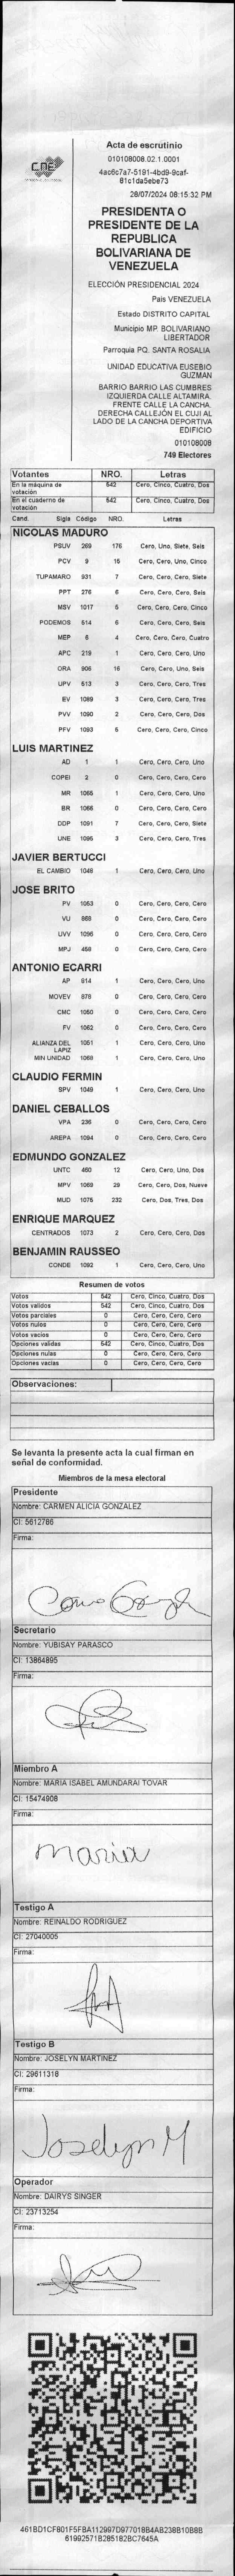 Acta de escrutinio
010108008.02.1.0001
4ac6c7a7-5191-4bd9-9caf-
81c1da5ebe73
CNE
28/07/2024 08:15:32 PM
PRESIDENTA O
PRESIDENTE DE LA
REPUBLICA
BOLIVARIANA DE
VENEZUELA
ELECCIÓN PRESIDENCIAL 2024
Pais VENEZUELA
Estado DISTRITO CAPITAL
Municipio MP. BOLIVARIANO
LIBERTADOR
Parroquia PQ. SANTA ROSALIA
UNIDAD EDUCATIVA EUSEBIO
GUZMAN
BARRIO BARRIO LAS CUMBRES
IZQUIERDA CALLE ALTAMIRA.
FRENTE CALLE LA CANCHA.
DERECHA CALLEJÓN EL CUJI AL
LADO DE LA CANCHA DEPORTIVA
EDIFICIO
010108008
749 Electores
Votantes NRO. Letras
En la máquina de votación 542 Cero, Cinco, Cuatro, Dos
En el cuaderno de votación 542 Cero, Cinco, Cuatro, Dos
Cand. Sigla Código NRO. Letras
NICOLAS MADURO
PSUV 269 176 Cero, Uno, Siete, Seis
PCV 9 15 Cero, Cero, Uno, Cinco
TUPAMARO 931 7 Cero, Cero, Cero, Siete
PPT 276 6 Cero, Cero, Cero, Seis
MSV 1017 5 Cero, Cero, Cero, Cinco
PODEMOS 514 6 Cero, Cero, Cero, Seis
MEP 6 4 Cero, Cero, Cero, Cuatro
APC 219 1 Cero, Cero, Cero, Uno
ORA 906 16 Cero, Cero, Uno, Seis
UPV 513 3 Cero, Cero, Cero, Tres
EV 1089 3 Cero, Cero, Cero, Tres
PVV 1090 2 Cero, Cero, Cero, Dos
PFV 1093 5 Cero, Cero, Cero, Cinco
LUIS MARTINEZ
AD 1 1 Cero, Cero, Cero, Uno
COPEI 2 0 Cero, Cero, Cero, Cero
MR 1065 1 Cero, Cero, Cero, Uno
BR 1066 0 Cero, Cero, Cero, Cero
DDP 1091 7 Cero, Cero, Cero, Siete
UNE 1095 3 Cero, Cero, Cero, Tres
JAVIER BERTUCCI
EL CAMBIO 1048 1 Cero, Cero, Cero, Uno
JOSE BRITO
PV 1053 0 Cero, Cero, Cero, Cero
VU 868 0 Cero, Cero, Cero, Cero
UVV 1096 0 Cero, Cero, Cero, Cero
MPJ 458 0 Cero, Cero, Cero, Cero
ANTONIO ECARRI
AP 914 1 Cero, Cero, Cero, Uno
MOVEV 878 0 Cero, Cero, Cero, Cero
CMC 1050 0 Cero, Cero, Cero, Cero
FV 1062 0 Cero, Cero, Cero, Cero
ALIANZA DEL LAPIZ 1051 1 Cero, Cero, Cero, Uno
MIN UNIDAD 1068 1 Cero, Cero, Cero, Uno
CLAUDIO FERMIN
SPV 1049 1 Cero, Cero, Cero, Uno
DANIEL CEBALLOS
VPA 236 0 Cero, Cero, Cero, Cero
AREPA 1094 0 Cero, Cero, Cero, Cero
EDMUNDO GONZALEZ
UNTC 460 12 Cero, Cero, Uno, Dos
MPV 1069 29 Cero, Cero, Dos, Nueve
MUD 1075 232 Cero, Dos, Tres, Dos
ENRIQUE MARQUEZ
CENTRADOS 1073 2 Cero, Cero, Cero, Dos
BENJAMIN RAUSSEO
CONDE 1092 1 Cero, Cero, Cero, Uno
Resumen de votos
Votos 542 Cero, Cinco, Cuatro, Dos
Votos validos 542 Cero, Cinco, Cuatro, Dos
Votos parciales 0 Cero, Cero, Cero, Cero
Votos nulos 0 Cero, Cero, Cero, Cero
Votos vacios 0 Cero, Cero, Cero, Cero
Opciones validas 542 Cero, Cinco, Cuatro, Dos
Opciones nulas 0 Cero, Cero, Cero, Cero
Opciones vacias 0 Cero, Cero, Cero, Cero
Observaciones:
Se levanta la presente acta la cual firman en
señal de conformidad.
Miembros de la mesa electoral
Presidente
Nombre: CARMEN ALICIA GONZALEZ
CI: 5612786
Firma:
Secretario
Nombre: YUBISAY PARASCO
CI: 13864895
Firma:
Miembro A
Nombre: MARIA ISABEL AMUNDARAI TOVAR
CI: 15474908
Firma:
maria
Testigo A
Nombre: REINALDO RODRIGUEZ
CI: 27040005
Firma:
Testigo B
Nombre: JOSELYN MARTINEZ
CI: 29611318
Firma:
Joselyn M
Operador
Nombre: DAIRYS SINGER
CI: 23713254
Firma:
461BD1CF801F5FBA112997D977018B4AB238B10B8B
61992571B285182BC7645A